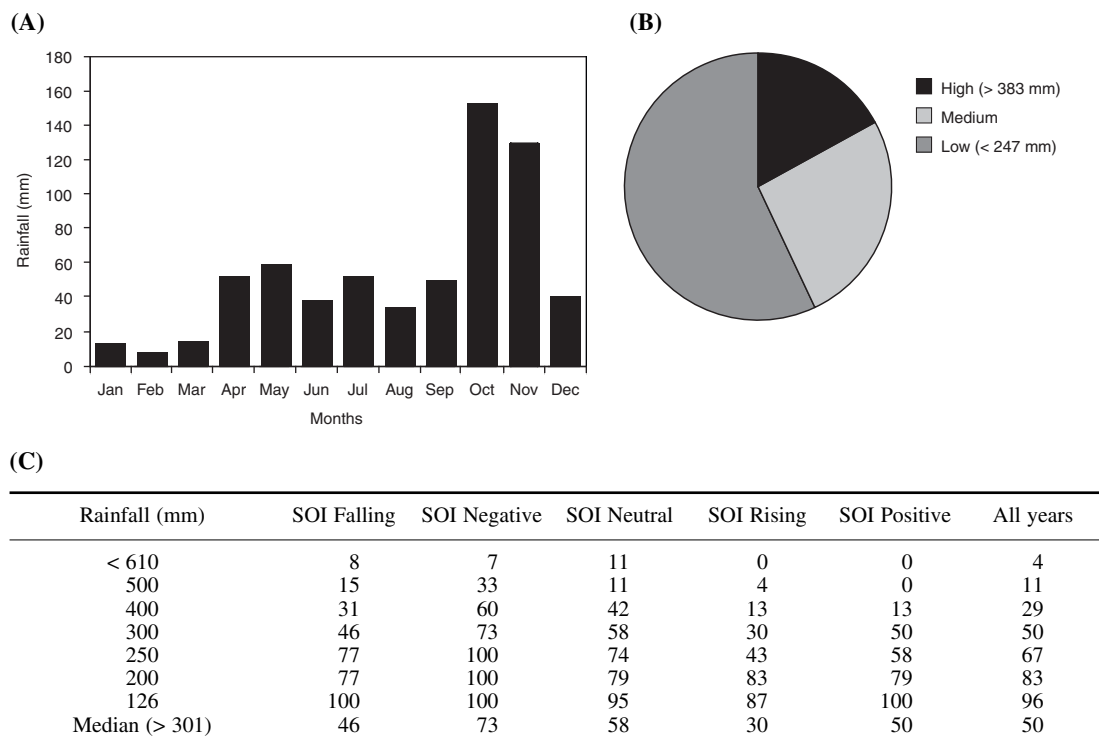 (A)
180
160
140
120
100
80
60
40
20
0
Rainfall (mm)
Jan Feb Mar Apr May Jun Jul Aug Sep Oct Nov Dec
Months
(B)
High (> 383 mm)
Medium
Low (< 247 mm)
(C)
Rainfall (mm) SOI Falling SOI Negative SOI Neutral SOI Rising SOI Positive All years
< 610 8 7 11 0 0 4
500 15 33 11 4 0 11
400 31 60 42 13 13 29
300 46 73 58 30 50 50
250 77 100 74 43 58 67
200 77 100 79 83 79 83
126 100 100 95 87 100 96
Median (> 301) 46 73 58 30 50 50